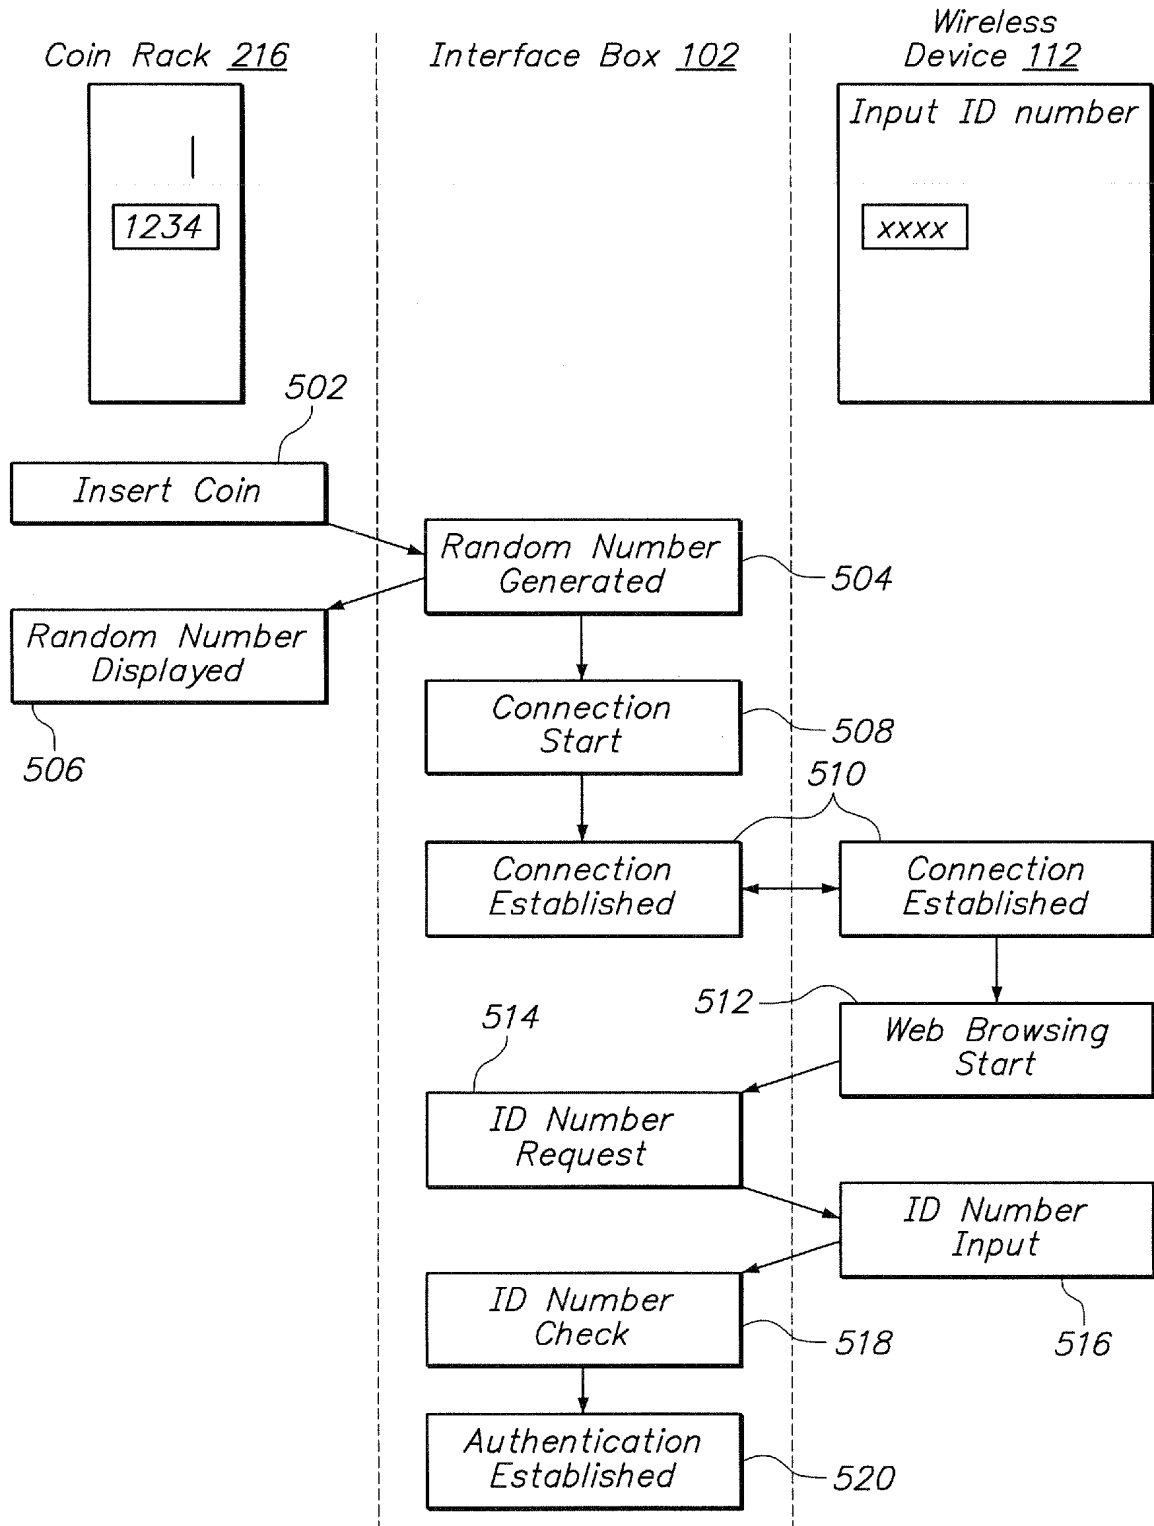 Coin Rack 216
Interface Box 102
Wireless
Device 112
1234
Input ID number
xxxx
502
Insert Coin
Random Number
Generated
504
Random Number
Displayed
506
Connection
Start
508
510
Connection
Established
Connection
Established
512
Web Browsing
Start
514
ID Number
Request
ID Number
Input
516
ID Number
Check
518
Authentication
Established
520